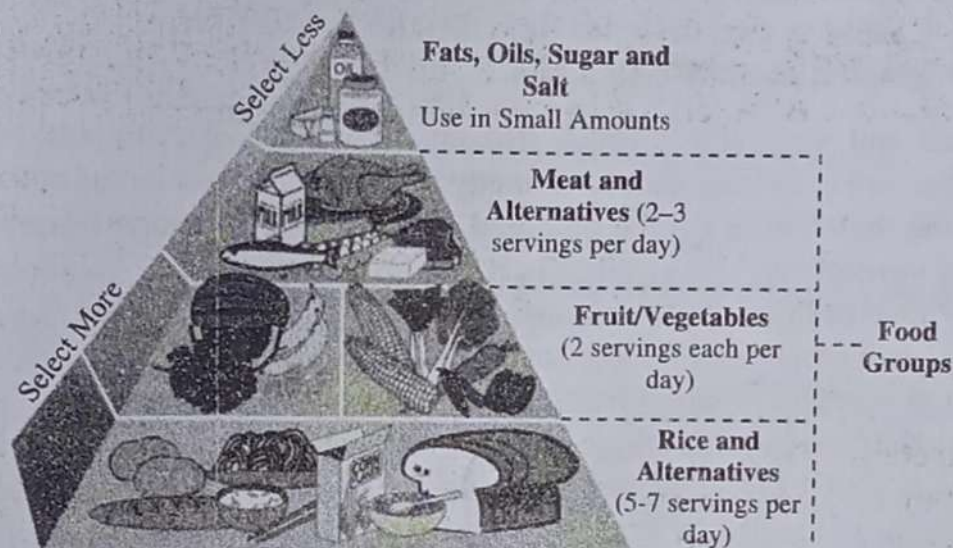 Select Less
Fats, Oils, Sugar and
Salt
Use in Small Amounts
OIL
Meat and
Alternatives (2–3
servings per day)
Select More
Fruit/Vegetables
(2 servings each per
day)
Food
Groups
Rice and
Alternatives
(5-7 servings per
day)
CORN